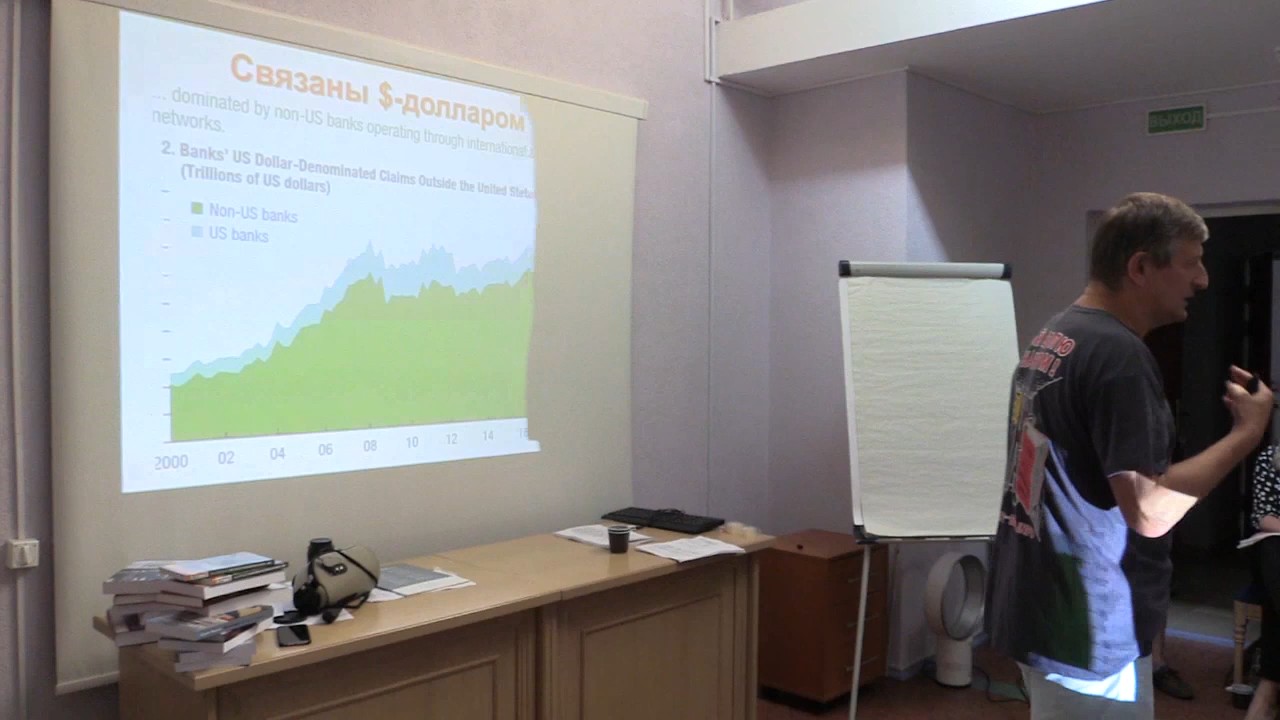 Связаны $-долларом
... dominated by non-US banks operating through international
networks.
2. Banks' US Dollar-Denominated Claims Outside the United State
(Trillions of US dollars)
Non-US banks
US banks
2000 02 04 06 08 10 12 14
ВЫХОД